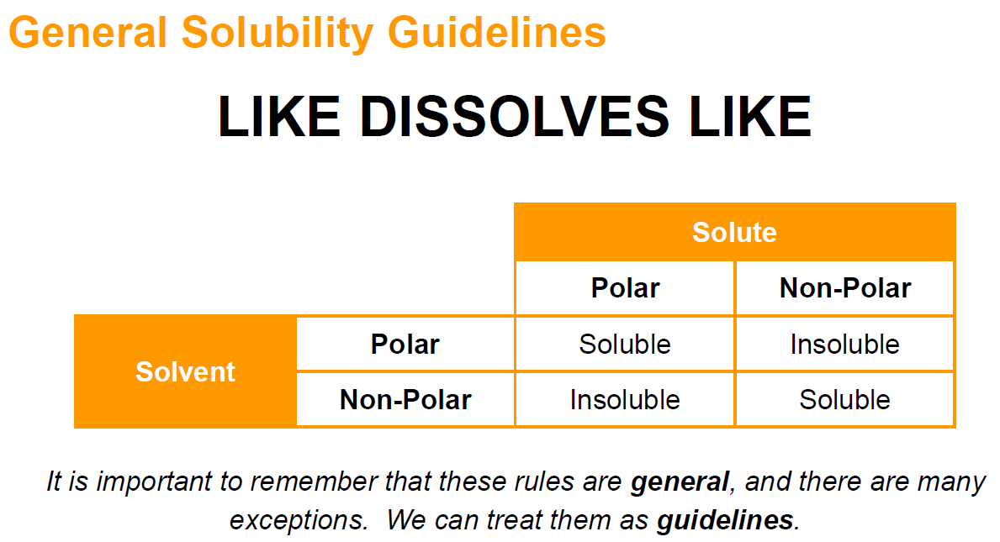 General Solubility Guidelines
LIKE DISSOLVES LIKE
Solute
Polar Non-Polar
Solvent
Polar Soluble Insoluble
Non-Polar Insoluble Soluble
It is important to remember that these rules are general, and there are many
exceptions.  We can treat them as guidelines.